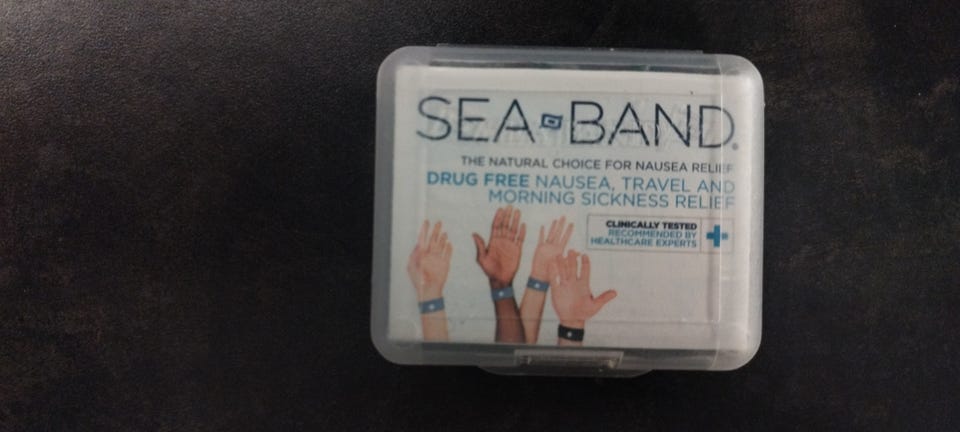 SEA BAND®
THE NATURAL CHOICE FOR NAUSEA RELIEF
DRUG FREE NAUSEA, TRAVEL AND
MORNING SICKNESS RELIEF
CLINICALLY TESTED
RECOMMENDED BY
HEALTHCARE EXPERTS